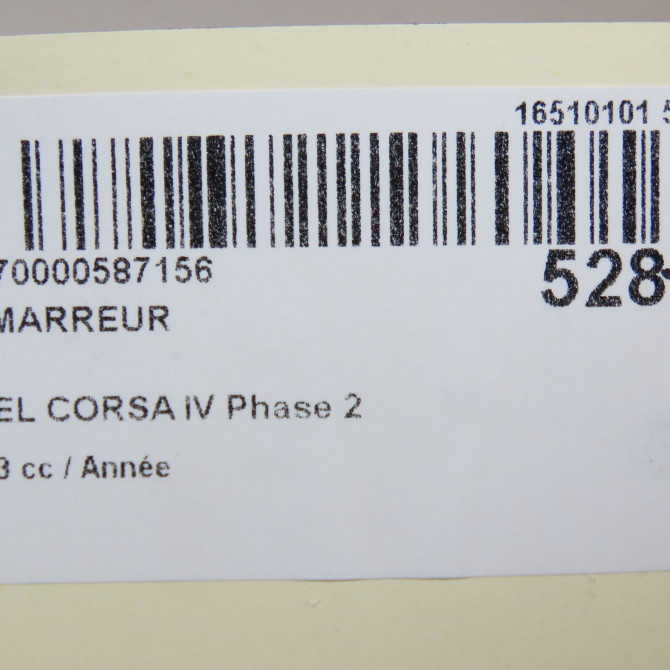 16510101 5
70000587156
528-
MARREUR
EL CORSA IV Phase 2
3 cc / Année